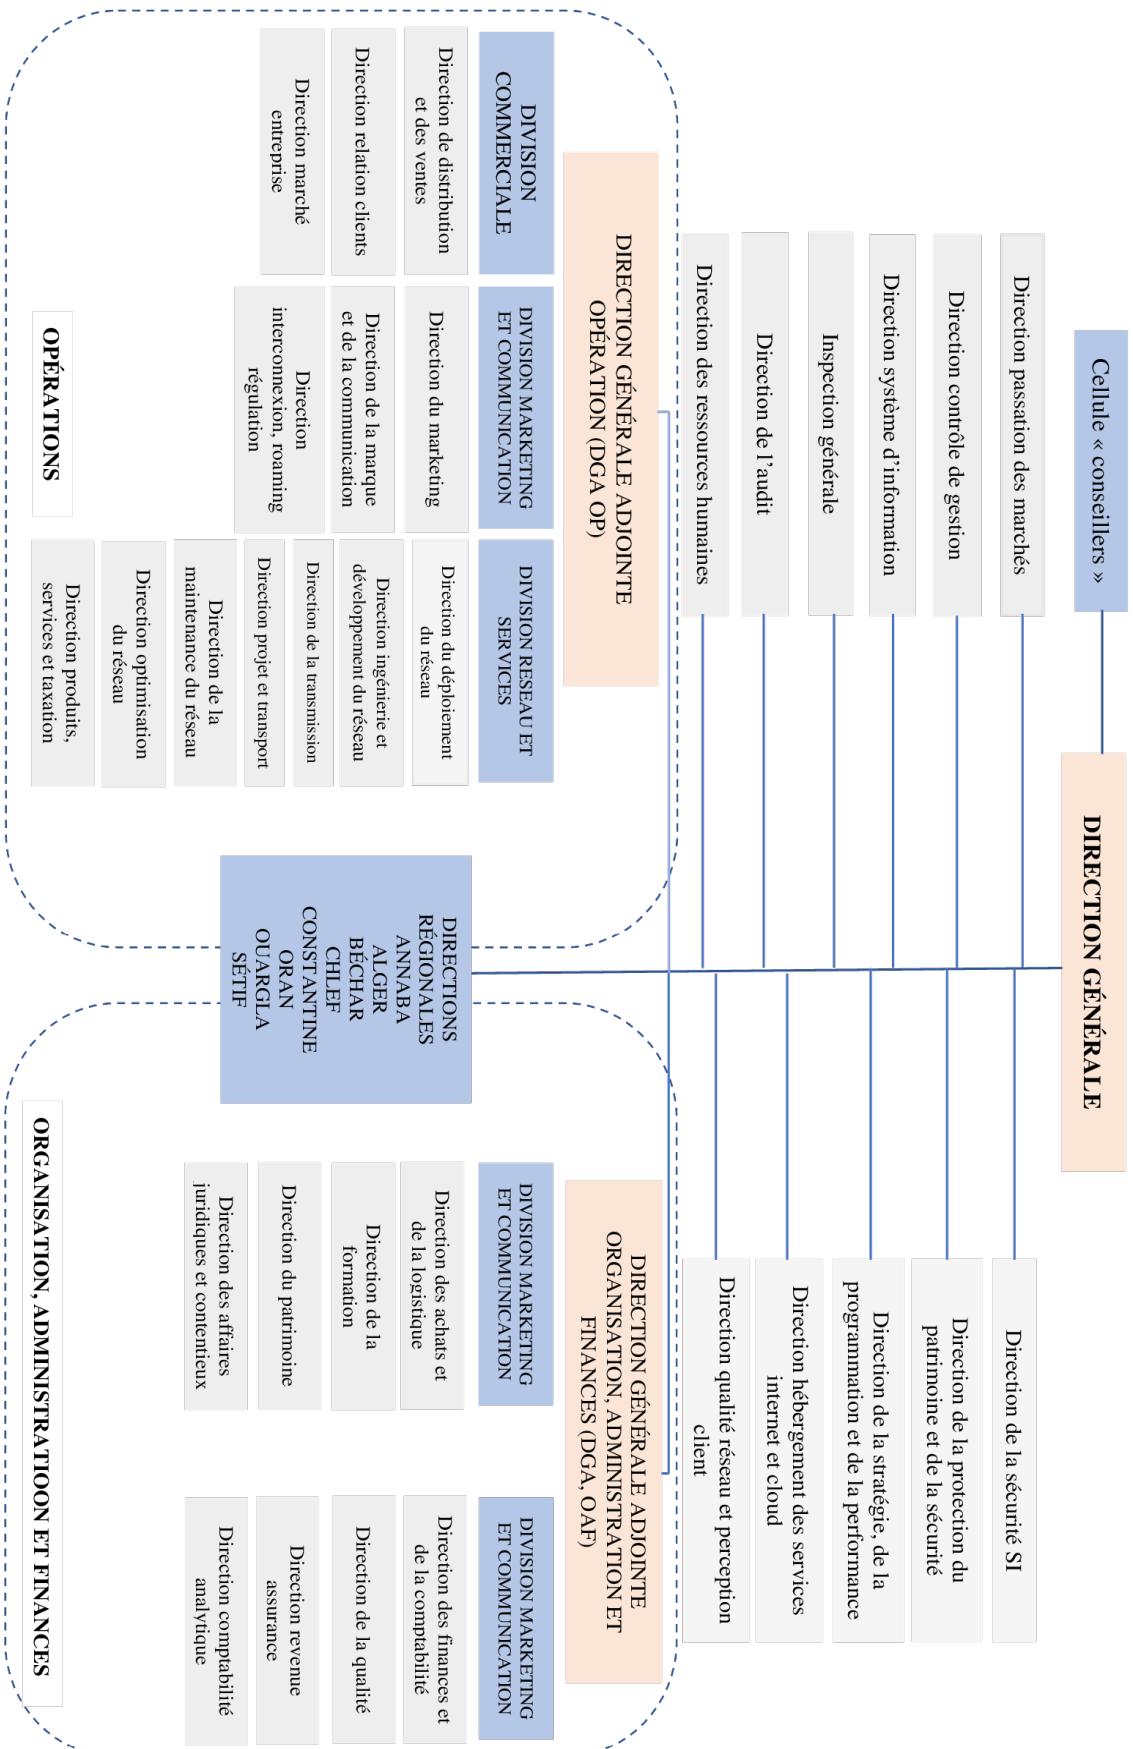 DIRECTION GÉNÉRALE
Cellule « conseillers »
Direction passation des marchés
Direction contrôle de gestion
Direction système d’information
Inspection générale
Direction de l’audit
Direction des ressources humaines
Direction de la sécurité SI
Direction de la protection du
patrimoine et de la sécurité
Direction de la stratégie, de la
programmation et de la performance
Direction hébergement des services
internet et cloud
Direction qualité réseau et perception
client
DIRECTION GÉNÉRALE ADJOINTE
OPÉRATION (DGA OP)
DIVISION
COMMERCIALE
Direction de distribution
et des ventes
Direction relation clients
Direction marché
entreprise
DIVISION MARKETING
ET COMMUNICATION
Direction du marketing
Direction de la marque
et de la communication
Direction
interconnexion, roaming
régulation
DIVISION RESEAU ET
SERVICES
Direction du déploiement
du réseau
Direction ingénierie et
développement du réseau
Direction de la transmission
Direction projet et transport
Direction de la
maintenance du réseau
Direction optimisation
du réseau
Direction produits,
services et taxation
OPÉRATIONS
DIRECTIONS
RÉGIONALES
ANNABA
ALGER
BÉCHAR
CHLEF
CONSTANTINE
ORAN
OUARGLA
SÉTIF
DIRECTION GÉNÉRALE ADJOINTE
ORGANISATION, ADMINISTRATION ET
FINANCES (DGA, OAF)
DIVISION MARKETING
ET COMMUNICATION
Direction des achats et
de la logistique
Direction de la
formation
Direction du patrimoine
Direction des affaires
juridiques et contentieux
DIVISION MARKETING
ET COMMUNICATION
Direction des finances et
de la comptabilité
Direction de la qualité
Direction revenue
assurance
Direction comptabilité
analytique
ORGANISATION, ADMINISTRATIOON ET FINANCES